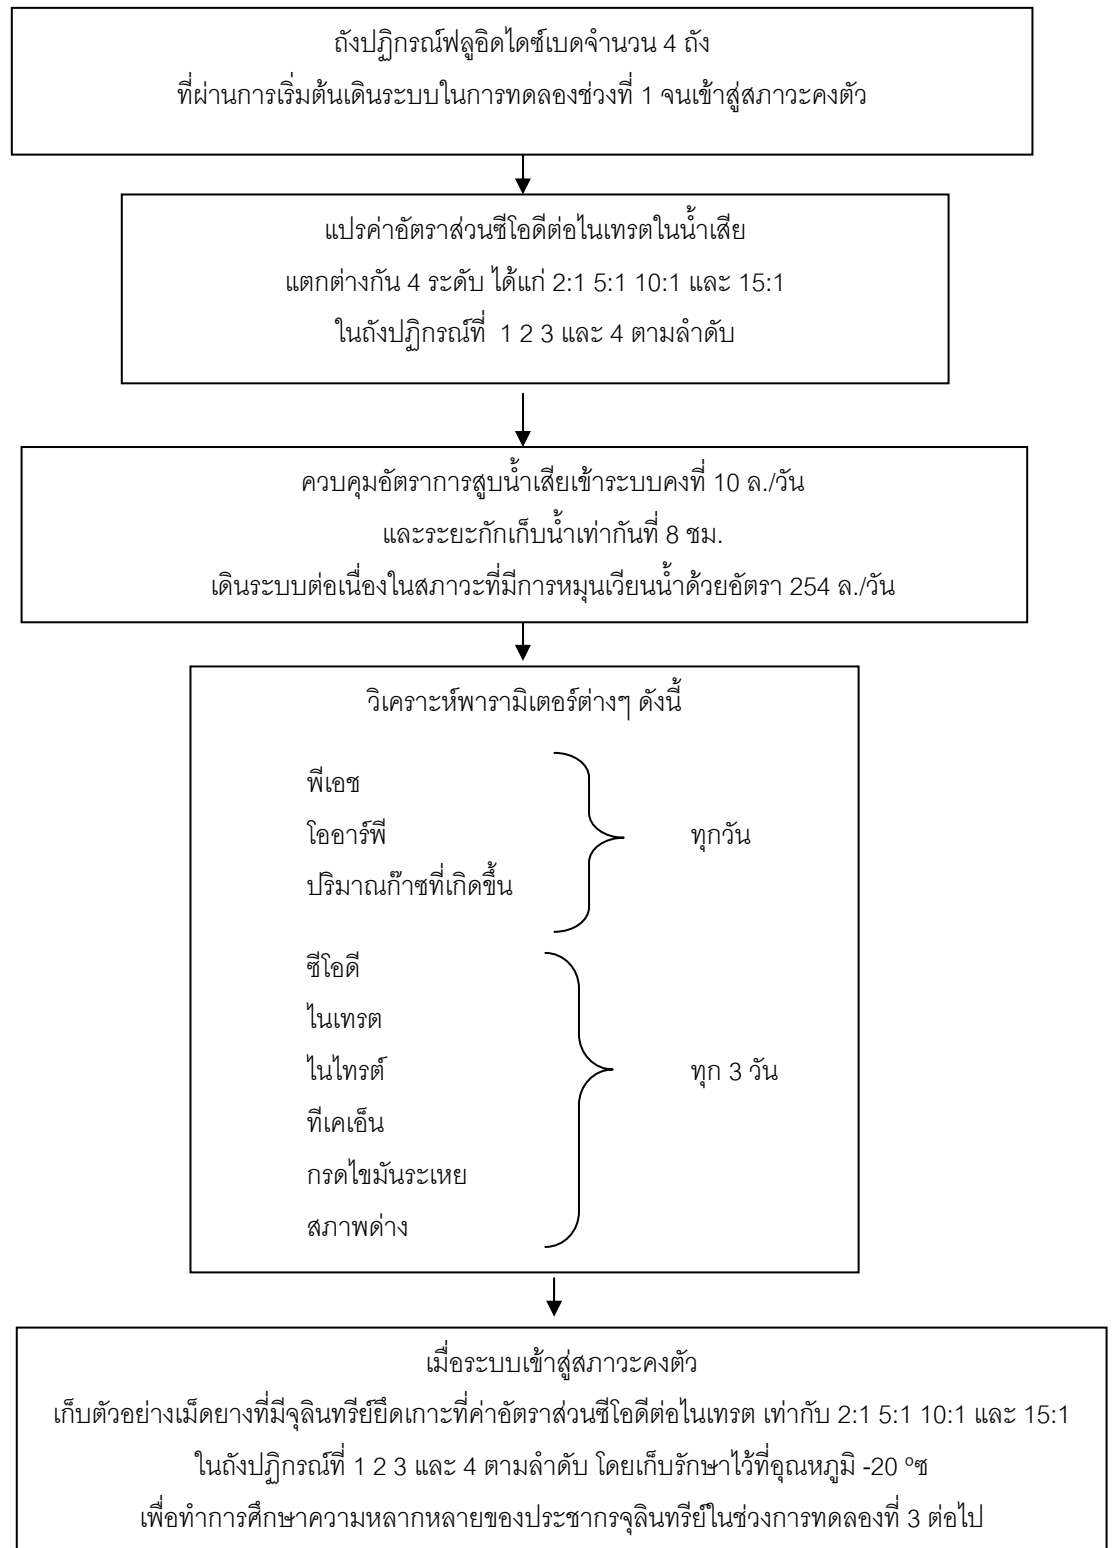 ถังปฏิกรณ์ฟลูอิดไดซ์เบดจำนวน 4 ถัง
ที่ผ่านการเริ่มต้นเดินระบบในการทดลองช่วงที่ 1 จนเข้าสู่สภาวะคงตัว
แปรค่าอัตราส่วนซีโอดีต่อไนเทรตในน้ำเสีย
แตกต่างกัน 4 ระดับ ได้แก่ 2:1 5:1 10:1 และ 15:1
ในถังปฏิกรณ์ที่ 1 2 3 และ 4 ตามลำดับ
ควบคุมอัตราการสูบน้ำเสียเข้าระบบคงที่ 10 ล./วัน
และระยะกักเก็บน้ำเท่ากันที่ 8 ชม.
เดินระบบต่อเนื่องในสภาวะที่มีการหมุนเวียนน้ำด้วยอัตรา 254 ล./วัน
วิเคราะห์พารามิเตอร์ต่างๆ ดังนี้
พีเอช
โออาร์พี ทุกวัน
ปริมาณก๊าซที่เกิดขึ้น
ซีโอดี
ไนเทรต
ไนไทรต์ ทุก 3 วัน
ทีเคเอ็น
กรดไขมันระเหย
สภาพด่าง
เมื่อระบบเข้าสู่สภาวะคงตัว
เก็บตัวอย่างเม็ดยางที่มีจุลินทรีย์ยึดเกาะที่ค่าอัตราส่วนซีโอดีต่อไนเทรต เท่ากับ 2:1 5:1 10:1 และ 15:1
ในถังปฏิกรณ์ที่ 1 2 3 และ 4 ตามลำดับ โดยเก็บรักษาไว้ที่อุณหภูมิ -20 ºซ
เพื่อทำการศึกษาความหลากหลายของประชากรจุลินทรีย์ในช่วงการทดลองที่ 3 ต่อไป